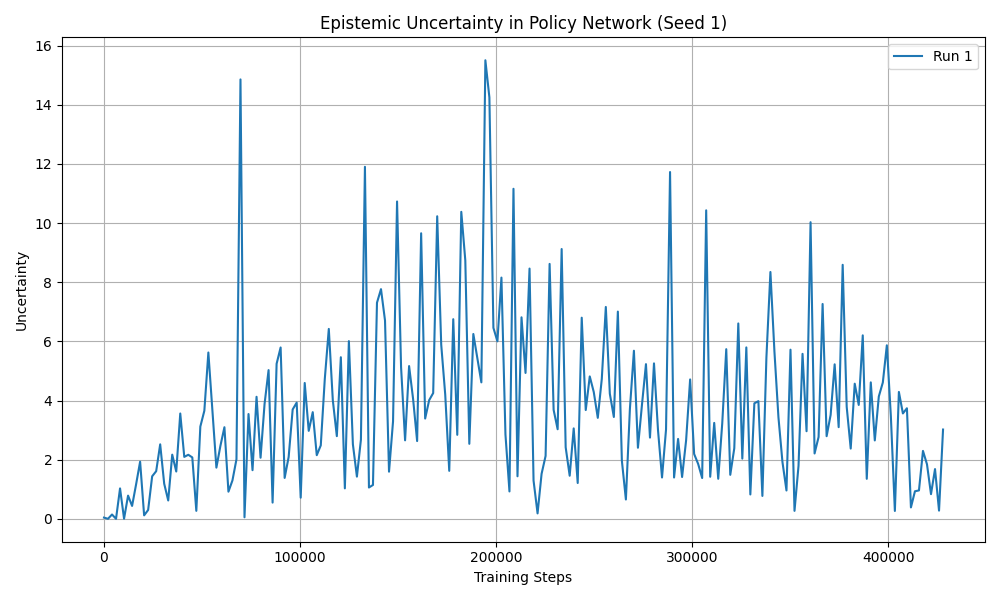 Epistemic Uncertainty in Policy Network (Seed 1)
Run 1
Uncertainty
16
14
12
10
8
6
4
2
0
0 100000 200000 300000 400000
Training Steps